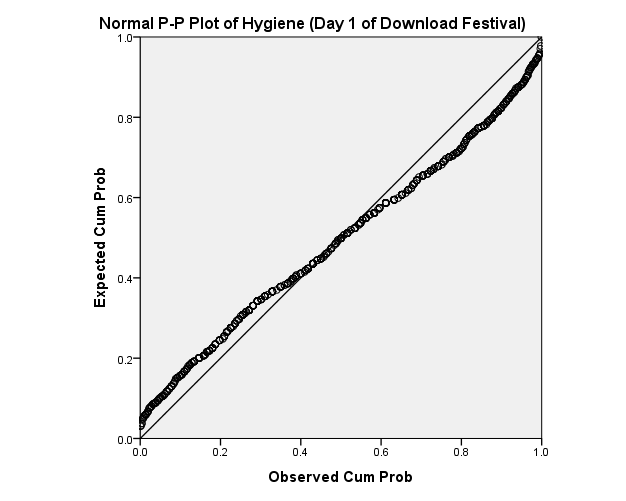 Normal P-P Plot of Hygiene (Day 1 of Download Festival)
1.0
0.8
0.6
0.4
0.2
0.0
Expected Cum Prob
0.0 0.2 0.4 0.6 0.8 1.0
Observed Cum Prob